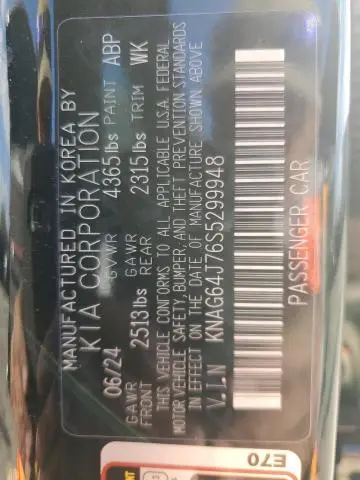 MANUFACTURED IN KOREA BY
KIA CORPORATION
06/24 GVWR 4365lbs PAINT ABP
GAWR FRONT 2513lbs GAWR REAR 2315lbs TRIM WK
THIS VEHICLE CONFORMS TO ALL APPLICABLE U.S.A. FEDERAL
MOTOR VEHICLE SAFETY, BUMPER, AND THEFT PREVENTION STANDARDS
IN EFFECT ON THE DATE OF MANUFACTURE SHOWN ABOVE
V.I.N KNAG64J76S5299948
PASSENGER CAR
E70